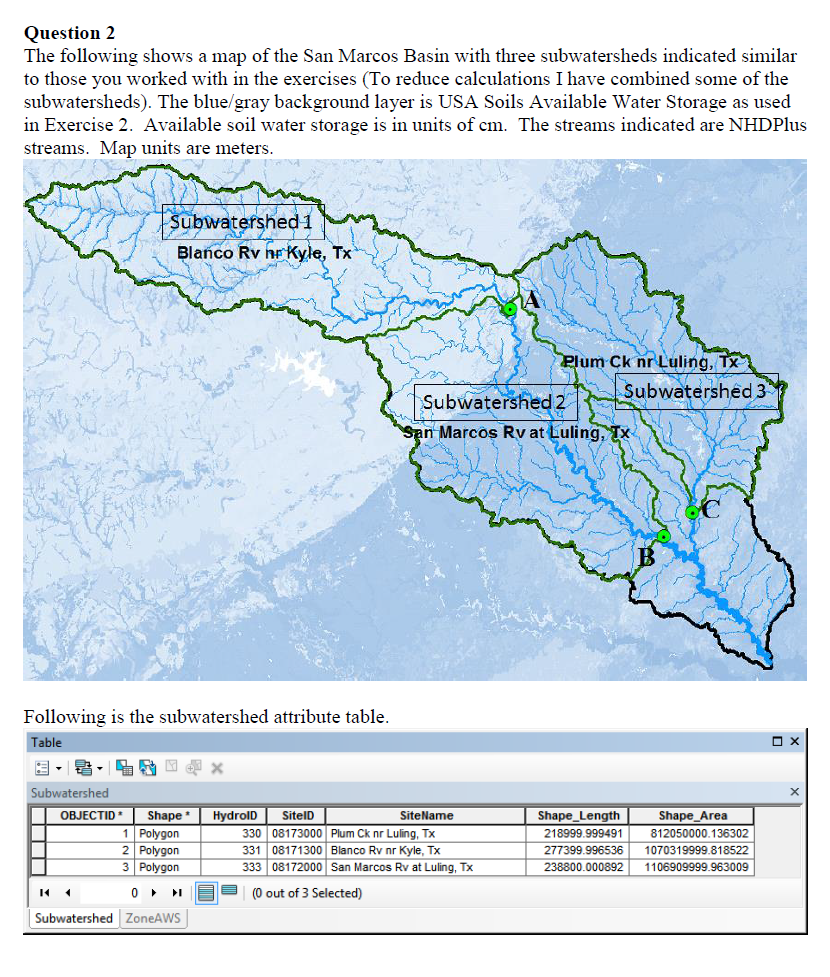 Question 2
The following shows a map of the San Marcos Basin with three subwatersheds indicated similar
to those you worked with in the exercises (To reduce calculations I have combined some of the
subwatersheds). The blue/gray background layer is USA Soils Available Water Storage as used
in Exercise 2.  Available soil water storage is in units of cm.  The streams indicated are NHDPlus
streams.  Map units are meters.
Subwatershed 1
Blanco Rv nr Kyle, Tx
A
Plum Ck nr Luling, Tx
Subwatershed 3
Subwatershed 2
San Marcos Rv at Luling, Tx
C
B
Following is the subwatershed attribute table.
Table
Subwatershed
OBJECTID * Shape * HydroID SiteID SiteName Shape_Length Shape_Area
1 Polygon 330 08173000 Plum Ck nr Luling, Tx 218999.999491 812050000.136302
2 Polygon 331 08171300 Blanco Rv nr Kyle, Tx 277399.996536 1070319999.818522
3 Polygon 333 08172000 San Marcos Rv at Luling, Tx 238800.000892 1106909999.963009
0 (0 out of 3 Selected)
Subwatershed ZoneAWS